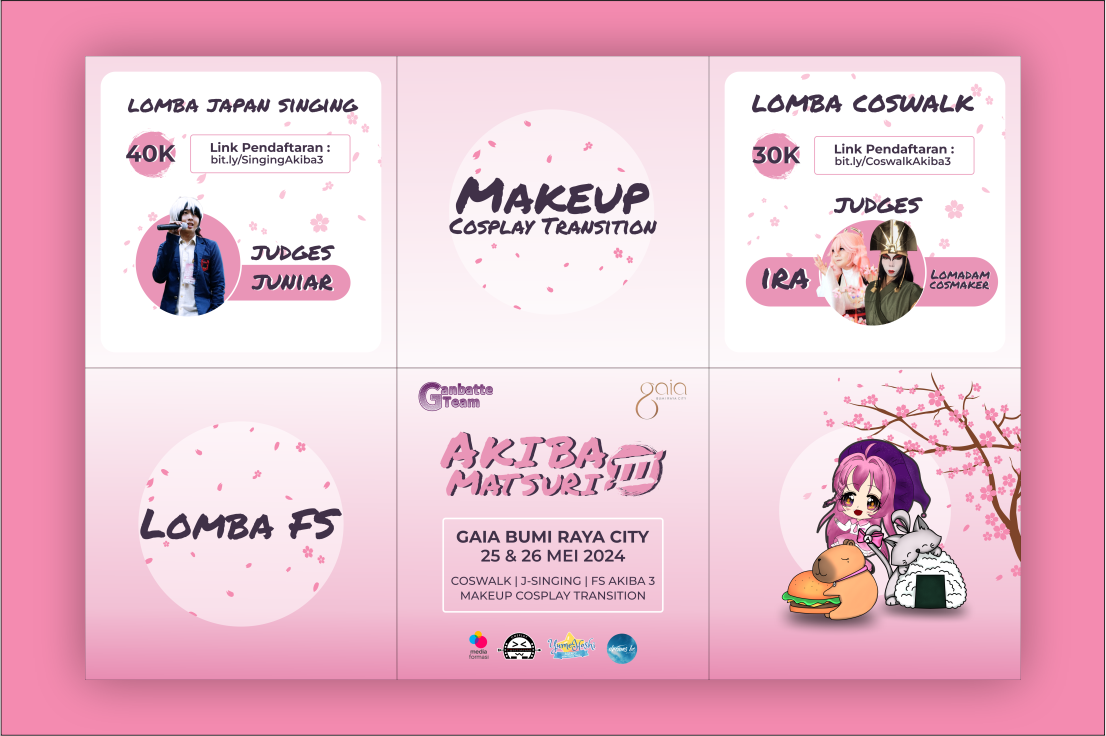 LOMBA JAPAN SINGING
40K
Link Pendaftaran :
bit.ly/SingingAkiba3
JUDGES
JUNIAR
MAKEUP
COSPLAY TRANSITION
LOMBA COSWALK
30K
Link Pendaftaran :
bit.ly/CoswalkAkiba3
JUDGES
IRA
LOMADAM
COSMAKER
LOMBA FS
Ganbatte
Team
gaia
AKIBA
MATSURI III
GAIA BUMI RAYA CITY
25 & 26 MEI 2024
COSWALK | J-SINGING | FS AKIBA 3
MAKEUP COSPLAY TRANSITION
media
formasi